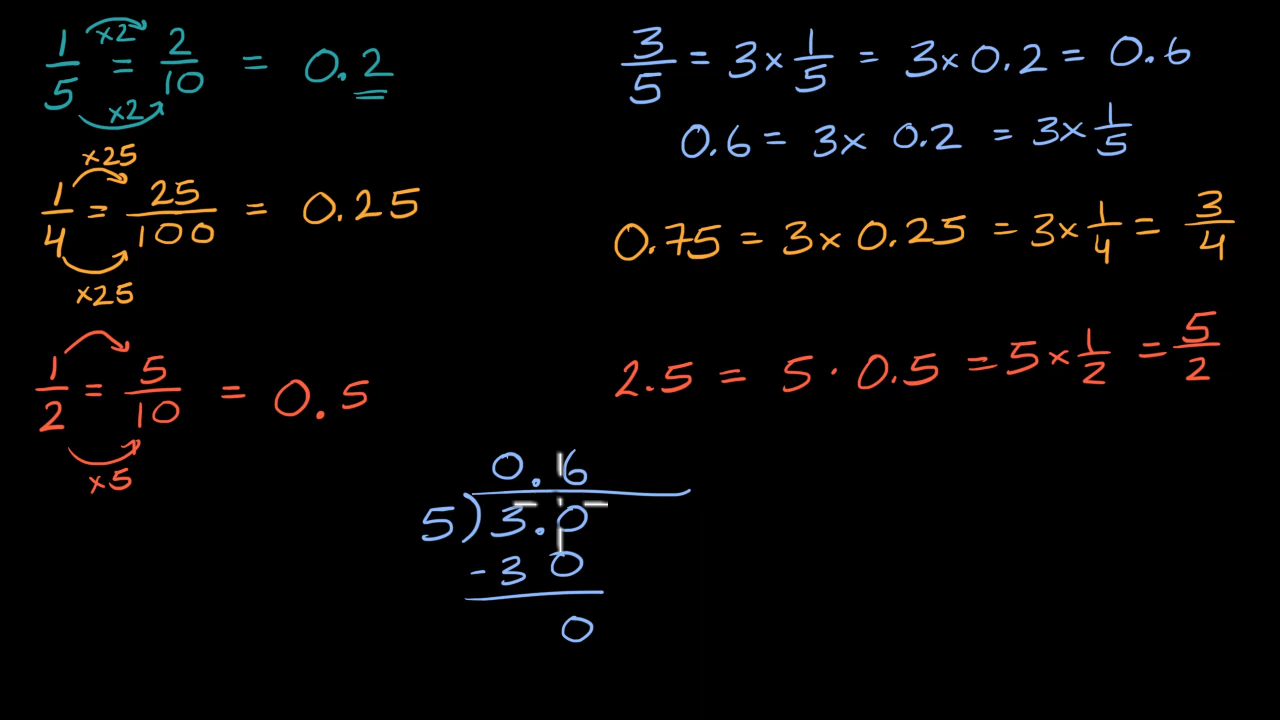 ×2
1/5 = 2/10 = 0.2
×2
×25
1/4 = 25/100 = 0.25
×25
1/2 = 5/10 = 0.5
×5
3/5 = 3 × 1/5 = 3 × 0.2 = 0.6
0.6 = 3 × 0.2 = 3 × 1/5
0.75 = 3 × 0.25 = 3 × 1/4 = 3/4
2.5 = 5 · 0.5 = 5 × 1/2 = 5/2
0.6
5)3.0
-3 0
0